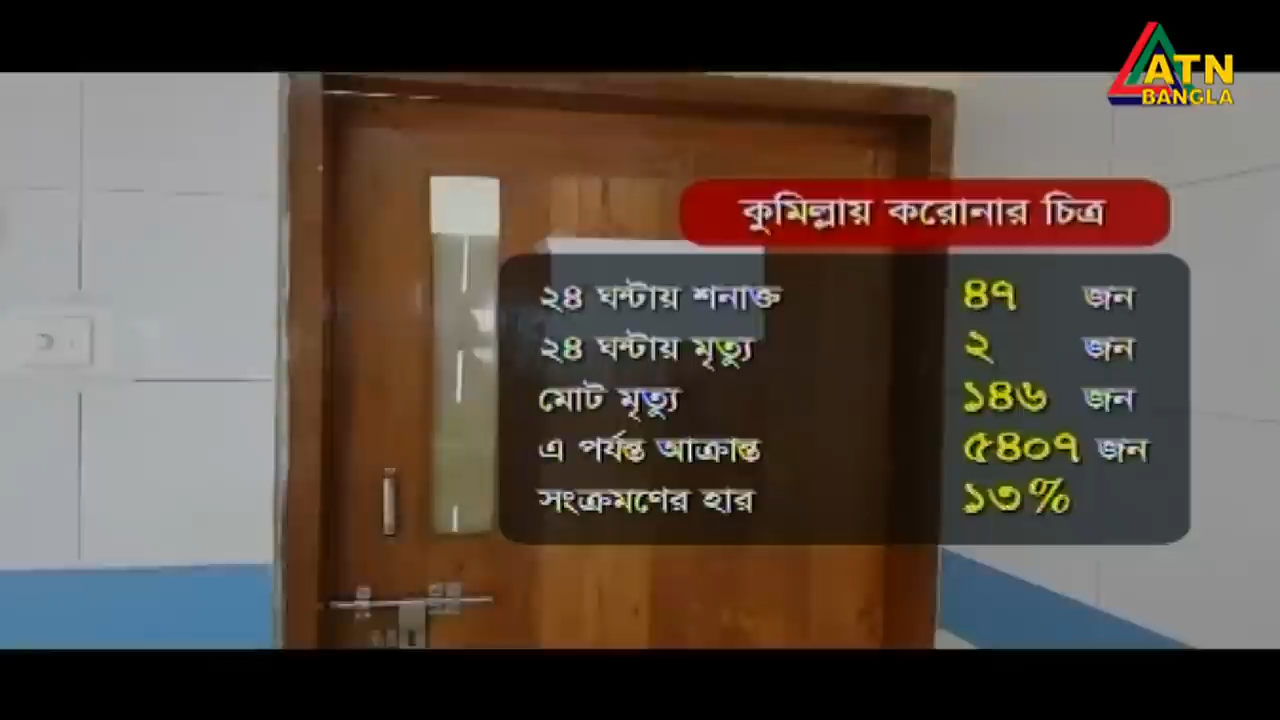 ATN
BANGLA
কুমিল্লায় করোনার চিত্র
২৪ ঘন্টায় শনাক্ত ৪৭ জন
২৪ ঘন্টায় মৃত্যু ২ জন
মোট মৃত্যু ১৪৬ জন
এ পর্যন্ত আক্রান্ত ৫৪০৭ জন
সংক্রমণের হার ১৩%